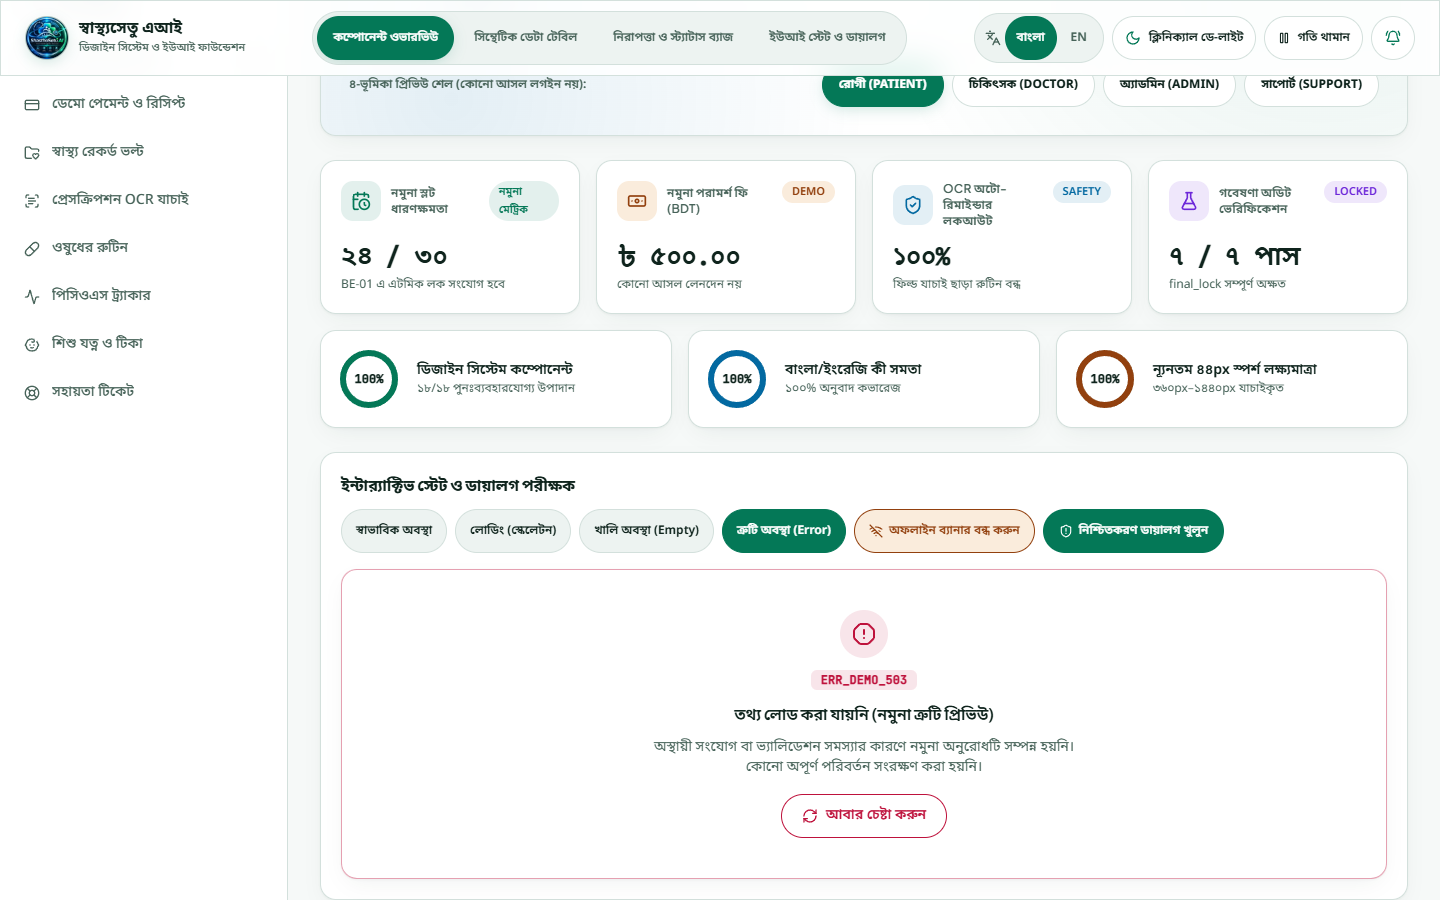 স্বাস্থ্যসেতু এআই
ডিজাইন সিস্টেম ও ইউআই ফাউন্ডেশন
কম্পোনেন্ট ওভারভিউ
সিন্থেটিক ডেটা টেবিল
নিরাপত্তা ও স্ট্যাটাস ব্যাজ
ইউআই স্টেট ও ডায়ালগ
বাংলা
EN
ক্লিনিক্যাল ডে-লাইট
গতি থামান
ডেমো পেমেন্ট ও রিসিপ্ট
স্বাস্থ্য রেকর্ড ভল্ট
প্রেসক্রিপশন OCR যাচাই
ওষুধের রুটিন
পিসিওএস ট্র্যাকার
শিশু যত্ন ও টিকা
সহায়তা টিকেট
৪-ভূমিকা প্রিভিউ শেল (কোনো আসল লগইন নয়):
রোগী (PATIENT)
চিকিৎসক (DOCTOR)
অ্যাডমিন (ADMIN)
সাপোর্ট (SUPPORT)
নমুনা স্লট
ধারণক্ষমতা
নমুনা
মেট্রিক
২৪ / ৩০
BE-01 এ এটমিক লক সংযোগ হবে
নমুনা পরামর্শ ফি
(BDT)
DEMO
৳ ৫০০.০০
কোনো আসল লেনদেন নয়
OCR অটো-
রিমাইন্ডার
লকআউট
SAFETY
১০০%
ফিল্ড যাচাই ছাড়া রুটিন বন্ধ
গবেষণা অডিট
ভেরিফিকেশন
LOCKED
৭ / ৭ পাস
final_lock সম্পূর্ণ অক্ষত
100%
ডিজাইন সিস্টেম কম্পোনেন্ট
১৮/১৮ পুনঃব্যবহারযোগ্য উপাদান
100%
বাংলা/ইংরেজি কী সমতা
১০০% অনুবাদ কভারেজ
100%
ন্যূনতম ৪৪px স্পর্শ লক্ষ্যমাত্রা
৩৬০px–১৪৪০px যাচাইকৃত
ইন্টার‍্যাক্টিভ স্টেট ও ডায়ালগ পরীক্ষক
স্বাভাবিক অবস্থা
লোডিং (স্কেলেটন)
খালি অবস্থা (Empty)
ত্রুটি অবস্থা (Error)
অফলাইন ব্যানার বন্ধ করুন
নিশ্চিতকরণ ডায়ালগ খুলুন
ERR_DEMO_503
তথ্য লোড করা যায়নি (নমুনা ত্রুটি প্রিভিউ)
অস্থায়ী সংযোগ বা ভ্যালিডেশন সমস্যার কারণে নমুনা অনুরোধটি সম্পন্ন হয়নি।
কোনো অপূর্ণ পরিবর্তন সংরক্ষণ করা হয়নি।
আবার চেষ্টা করুন